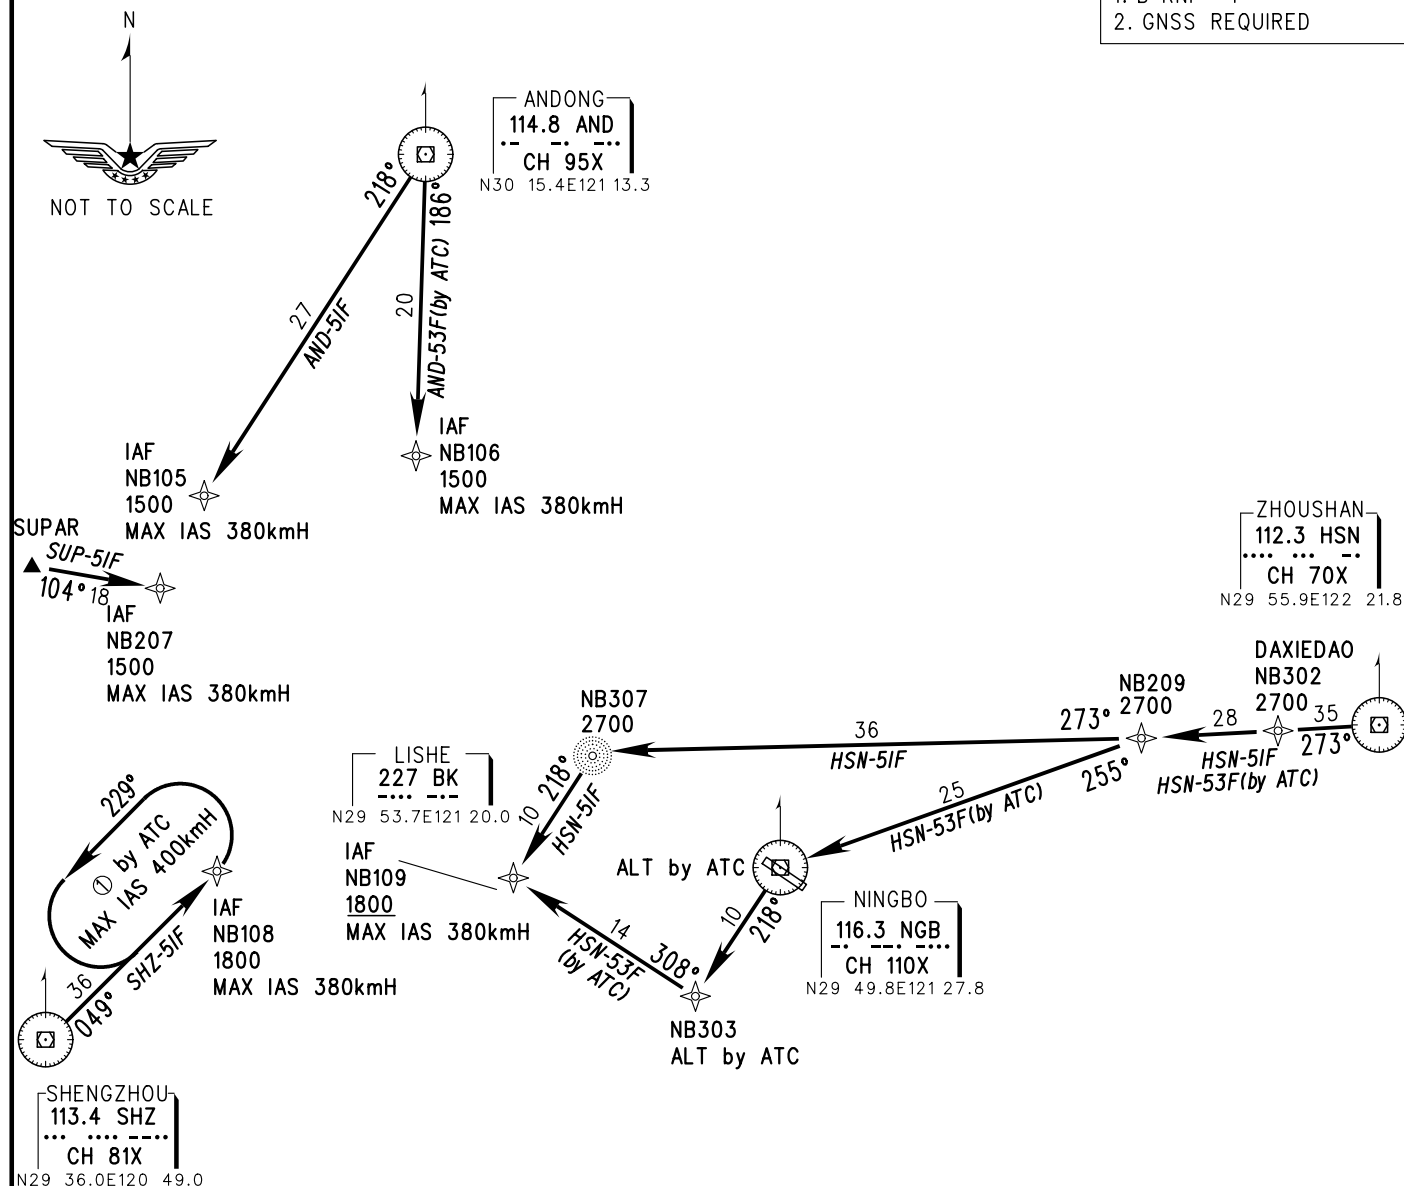 2. GNSS REQUIRED
N
NOT TO SCALE
ANDONG
114.8 AND
CH 95X
N30 15.4E121 13.3
218°
27
AND-51F
186°
20
AND-53F(by ATC)
IAF
NB105
1500
MAX IAS 380kmH
IAF
NB106
1500
MAX IAS 380kmH
SUPAR
SUP-51F
104°
18
IAF
NB207
1500
MAX IAS 380kmH
ZHOUSHAN
112.3 HSN
CH 70X
N29 55.9E122 21.8
DAXIEDAO
NB302
2700
35
273°
NB209
2700
28
HSN-51F
HSN-53F(by ATC)
273°
36
HSN-51F
255°
25
HSN-53F(by ATC)
NB307
2700
218°
10
HSN-51F
LISHE
227 BK
N29 53.7E121 20.0
IAF
NB109
1800
MAX IAS 380kmH
ALT by ATC
NINGBO
116.3 NGB
CH 110X
N29 49.8E121 27.8
10
218°
14
308°
HSN-53F
(by ATC)
NB303
ALT by ATC
229°
1 by ATC
MAX IAS 400kmH
IAF
NB108
1800
MAX IAS 380kmH
36
049°
SHZ-51F
SHENGZHOU
113.4 SHZ
CH 81X
N29 36.0E120 49.0